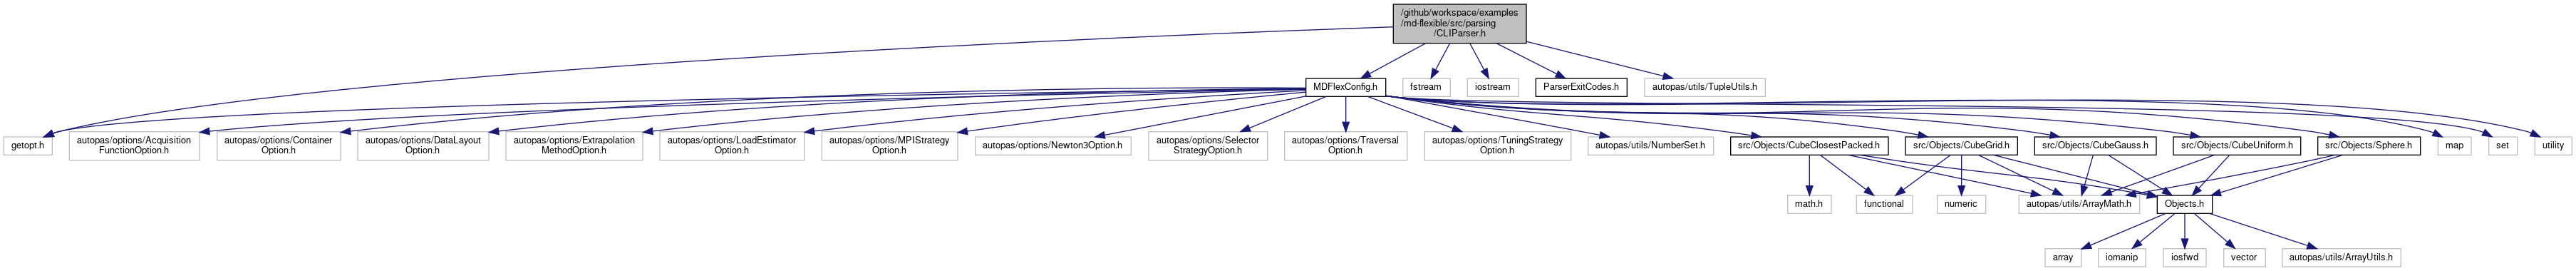 /github/workspace/examples
/md-flexible/src/parsing
/CLIParser.h
MDFlexConfig.h
fstream
iostream
ParserExitCodes.h
autopas/utils/TupleUtils.h
getopt.h
autopas/options/Acquisition
FunctionOption.h
autopas/options/Container
Option.h
autopas/options/DataLayout
Option.h
autopas/options/Extrapolation
MethodOption.h
autopas/options/LoadEstimator
Option.h
autopas/options/MPIStrategy
Option.h
autopas/options/Newton3Option.h
autopas/options/Selector
StrategyOption.h
autopas/options/Traversal
Option.h
autopas/options/TuningStrategy
Option.h
autopas/utils/NumberSet.h
src/Objects/CubeClosestPacked.h
src/Objects/CubeGrid.h
src/Objects/CubeGauss.h
src/Objects/CubeUniform.h
src/Objects/Sphere.h
map
set
utility
math.h
functional
numeric
autopas/utils/ArrayMath.h
Objects.h
array
iomanip
iosfwd
vector
autopas/utils/ArrayUtils.h